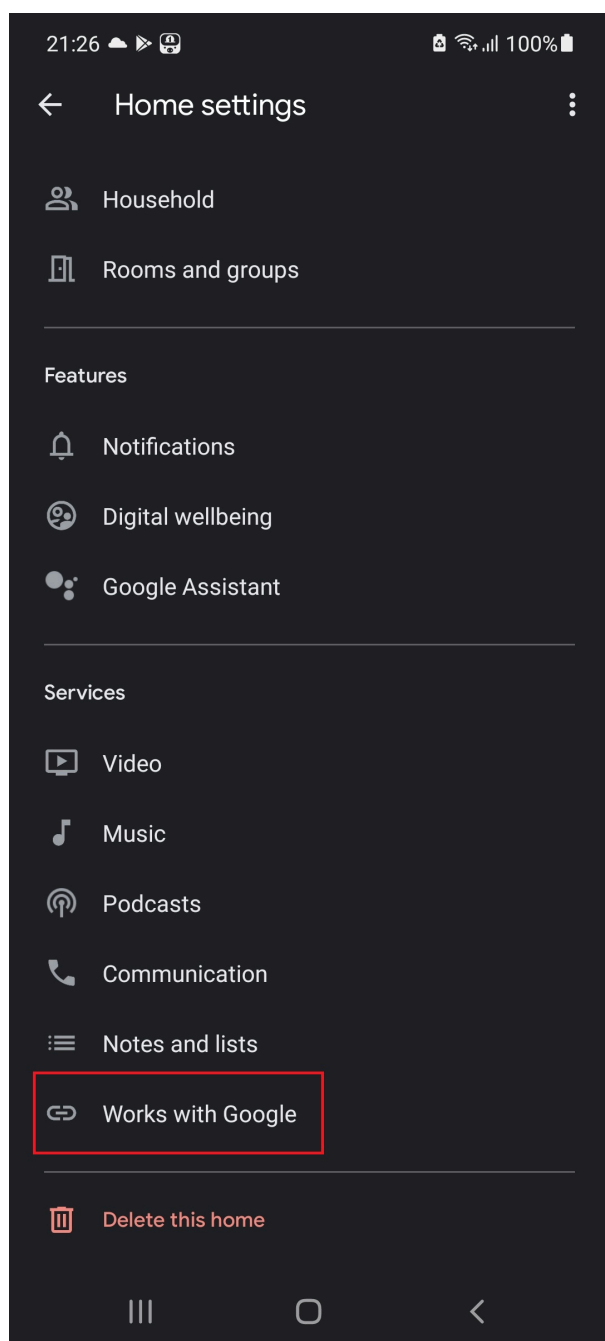 21:26 100%
Home settings
Household
Rooms and groups
Features
Notifications
Digital wellbeing
Google Assistant
Services
Video
Music
Podcasts
Communication
Notes and lists
Works with Google
Delete this home